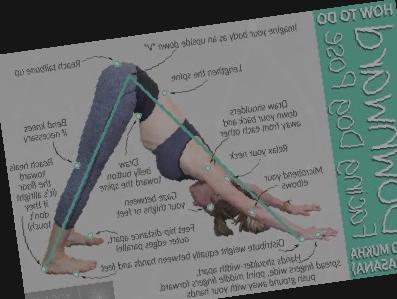 HOW TO DO
Downward
Facing Dog Pose
O MUKHA
ASANA)
Imagine your body as an upside down "V"
Reach tailbone up
Lengthen the spine
Bend knees
if necessary
Draw shoulders
down your back and
away from each other
Relax your neck
Microbend your
elbows
Draw
belly button
toward the spine
Gaze between
your thighs or feet
Reach heels
toward
the floor
(it's alright
if they
don't
touch)
Feet hip distance apart,
outer edges parallel
Distribute weight equally between hands and feet
Hands shoulder-width apart,
spread fingers wide, point middle fingers forward,
push ground away with your hands